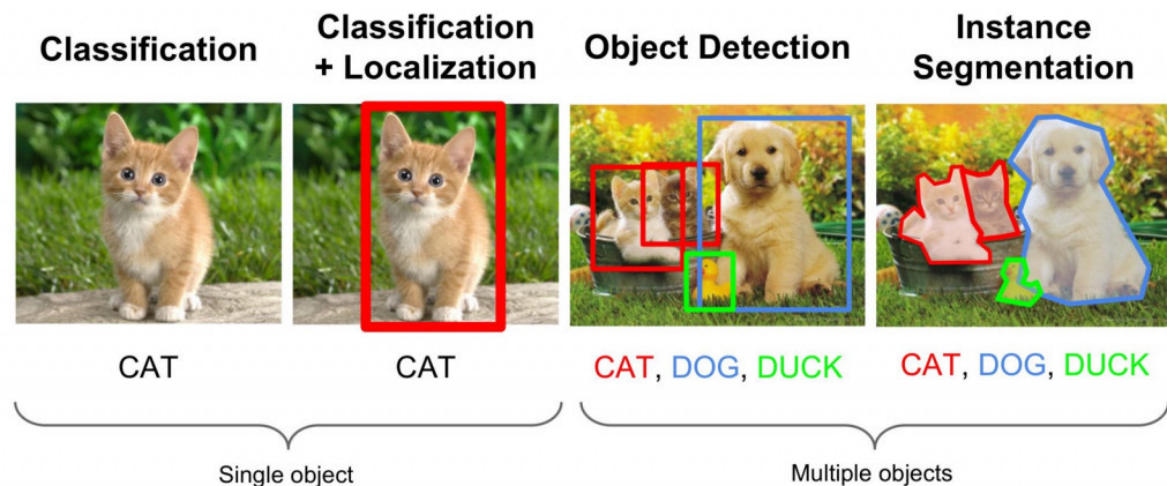 Classification
Classification
+ Localization
Object Detection
Instance
Segmentation
CAT
CAT
CAT, DOG, DUCK
CAT, DOG, DUCK
Single object
Multiple objects